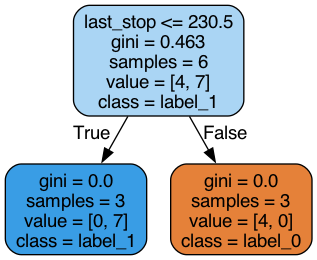 last_stop <= 230.5
gini = 0.463
samples = 6
value = [4, 7]
class = label_1
True
False
gini = 0.0
samples = 3
value = [0, 7]
class = label_1
gini = 0.0
samples = 3
value = [4, 0]
class = label_0